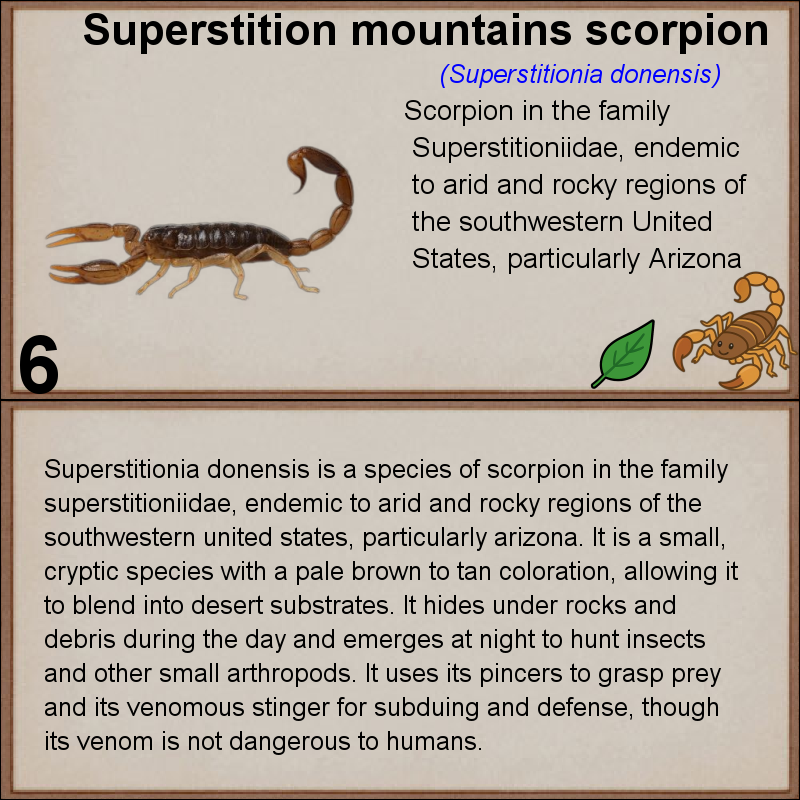 Superstition mountains scorpion
(Superstitionia donensis)
Scorpion in the family
Superstitioniidae, endemic
to arid and rocky regions of
the southwestern United
States, particularly Arizona
6
Superstitionia donensis is a species of scorpion in the family
superstitioniidae, endemic to arid and rocky regions of the
southwestern united states, particularly arizona. It is a small,
cryptic species with a pale brown to tan coloration, allowing it
to blend into desert substrates. It hides under rocks and
debris during the day and emerges at night to hunt insects
and other small arthropods. It uses its pincers to grasp prey
and its venomous stinger for subduing and defense, though
its venom is not dangerous to humans.